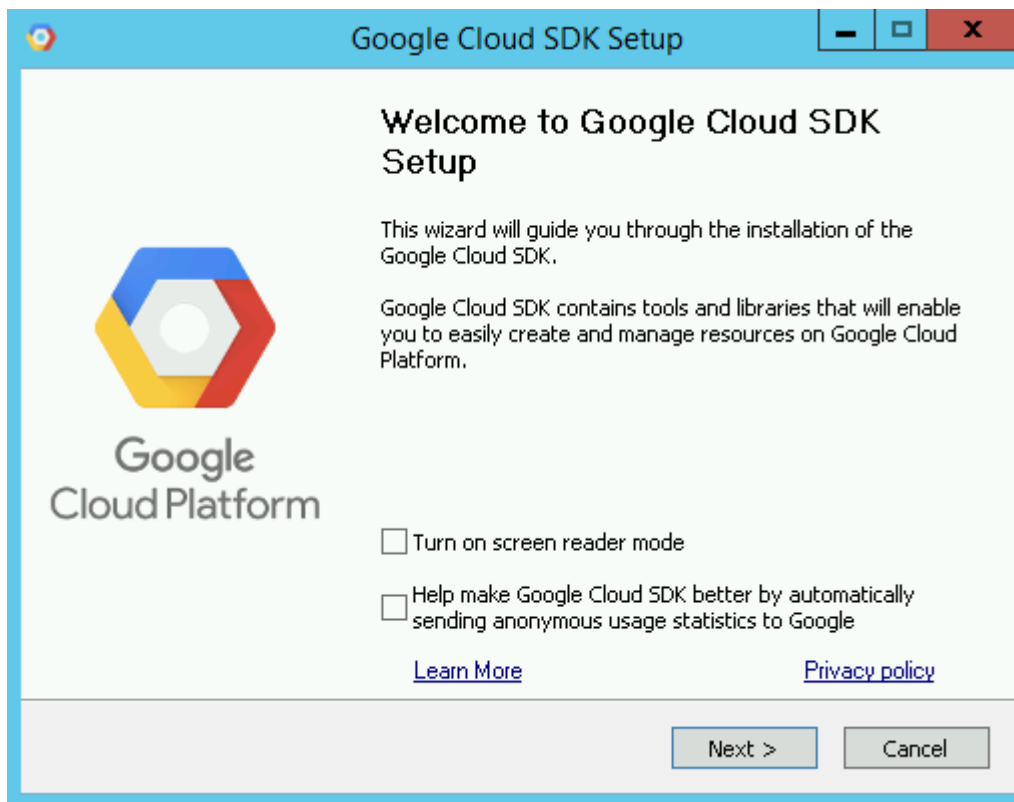 Google Cloud SDK Setup
Welcome to Google Cloud SDK
Setup
This wizard will guide you through the installation of the
Google Cloud SDK.
Google Cloud SDK contains tools and libraries that will enable
you to easily create and manage resources on Google Cloud
Platform.
Google
Cloud Platform
Turn on screen reader mode
Help make Google Cloud SDK better by automatically
sending anonymous usage statistics to Google
Learn More
Privacy policy
Next >
Cancel